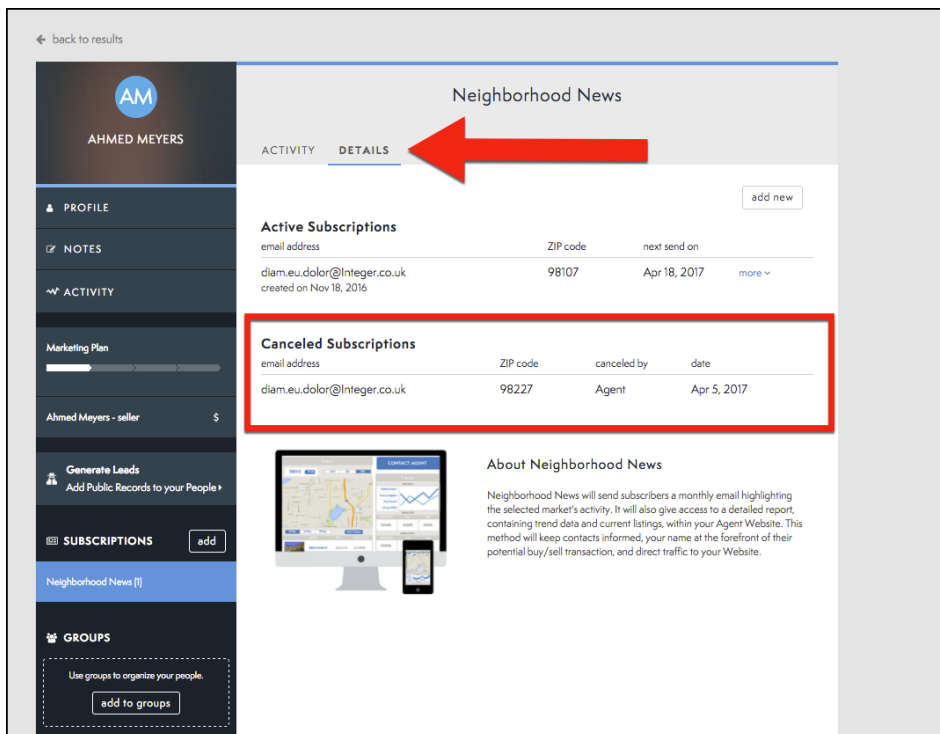 back to results
AM
AHMED MEYERS
PROFILE
NOTES
ACTIVITY
Marketing Plan
Ahmed Meyers - seller $
Generate Leads
Add Public Records to your People
SUBSCRIPTIONS add
Neighborhood News (1)
GROUPS
Use groups to organize your people.
add to groups
Neighborhood News
ACTIVITY DETAILS
add new
Active Subscriptions
email address ZIP code next send on
diam.eu.dolor@Integer.co.uk 98107 Apr 18, 2017 more
created on Nov 18, 2016
Canceled Subscriptions
email address ZIP code canceled by date
diam.eu.dolor@Integer.co.uk 98227 Agent Apr 5, 2017
CONTACT AGENT
About Neighborhood News
Neighborhood News will send subscribers a monthly email highlighting
the selected market's activity. It will also give access to a detailed report,
containing trend data and current listings, within your Agent Website. This
method will keep contacts informed, your name at the forefront of their
potential buy/sell transaction, and direct traffic to your Website.